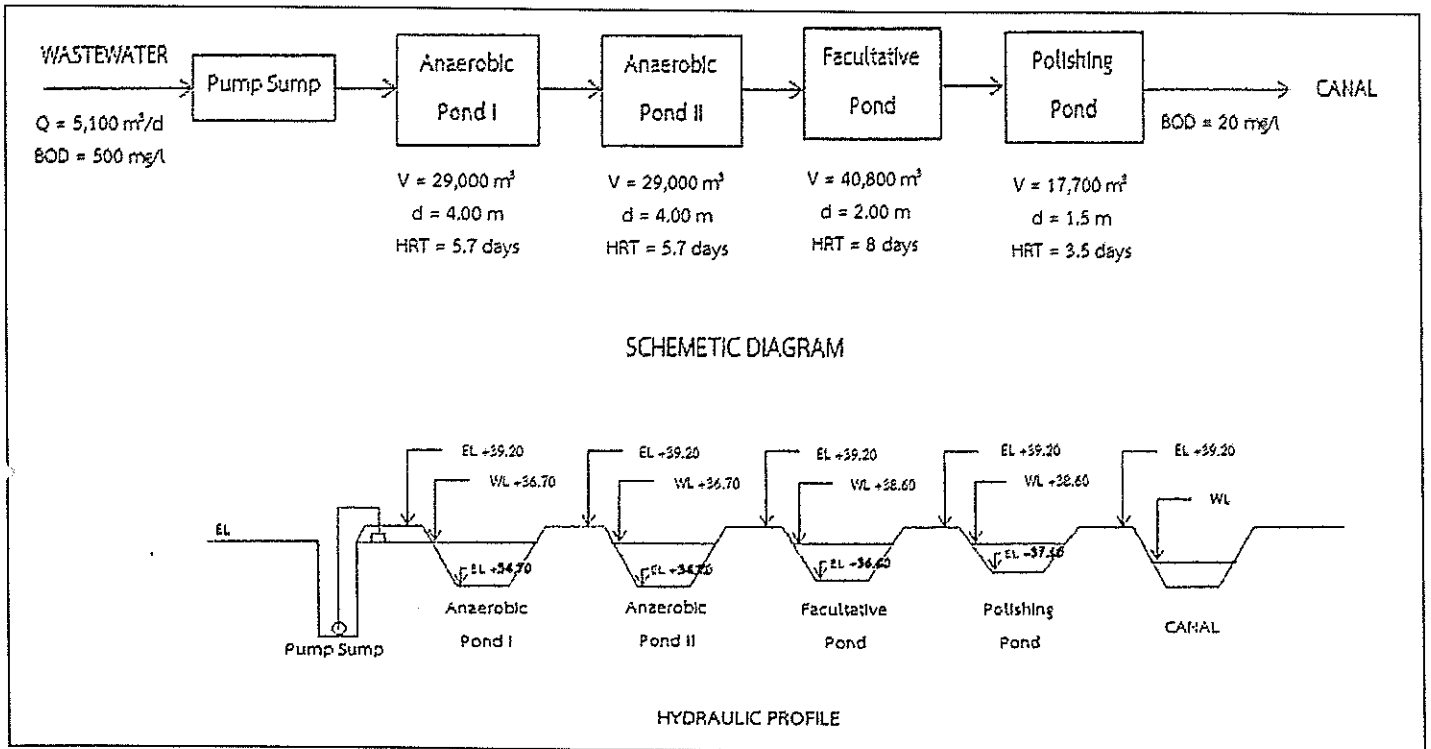 WASTEWATER
Q = 5,100 m³/d
BOD = 500 mg/l
Pump Sump
Anaerobic
Pond I
V = 29,000 m³
d = 4.00 m
HRT = 5.7 days
Anaerobic
Pond II
V = 29,000 m³
d = 4.00 m
HRT = 5.7 days
Facultative
Pond
V = 40,800 m³
d = 2.00 m
HRT = 8 days
Polishing
Pond
V = 17,700 m³
d = 1.5 m
HRT = 3.5 days
BOD = 20 mg/l
CANAL
SCHEMETIC DIAGRAM
EL +39.20
EL +39.20
EL +39.20
EL +39.20
EL +39.20
WL +36.70
WL +36.70
WL +38.60
WL +38.60
WL
EL
EL +34.70
EL
EL +36.60
EL
Pump Sump
Anaerobic
Pond I
Anaerobic
Pond II
Facultative
Pond
Polishing
Pond
CANAL
HYDRAULIC PROFILE